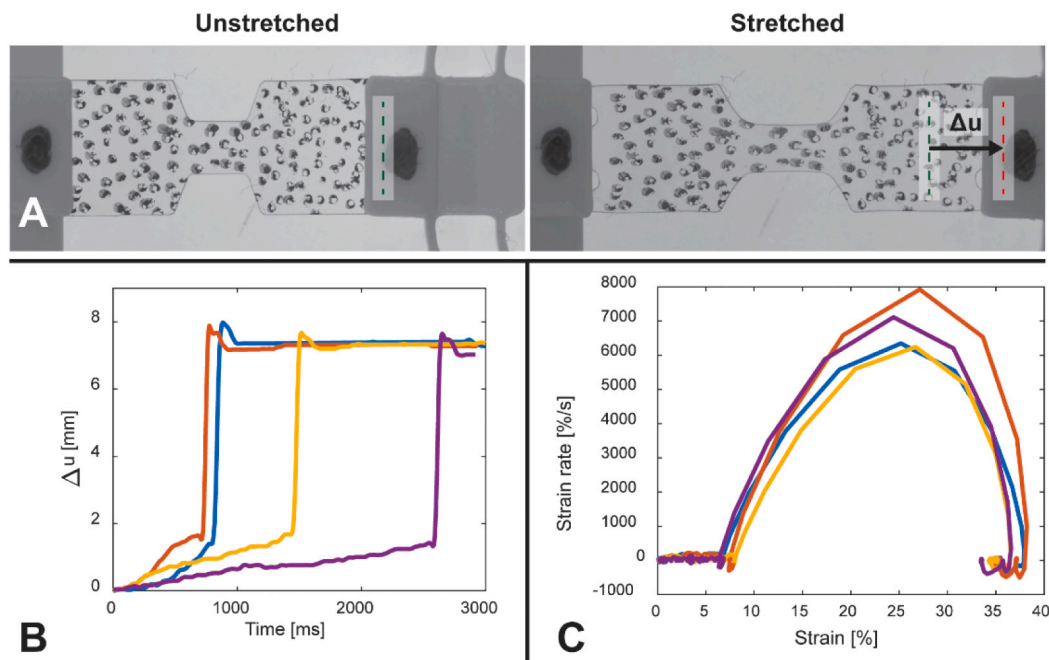 Unstretched
Stretched
Δu
A
8
6
4
2
0
0
1000
2000
3000
Δu [mm]
Time [ms]
B
8000
7000
6000
5000
4000
3000
2000
1000
0
-1000
0
5
10
15
20
25
30
35
40
Strain rate [%/s]
Strain [%]
C